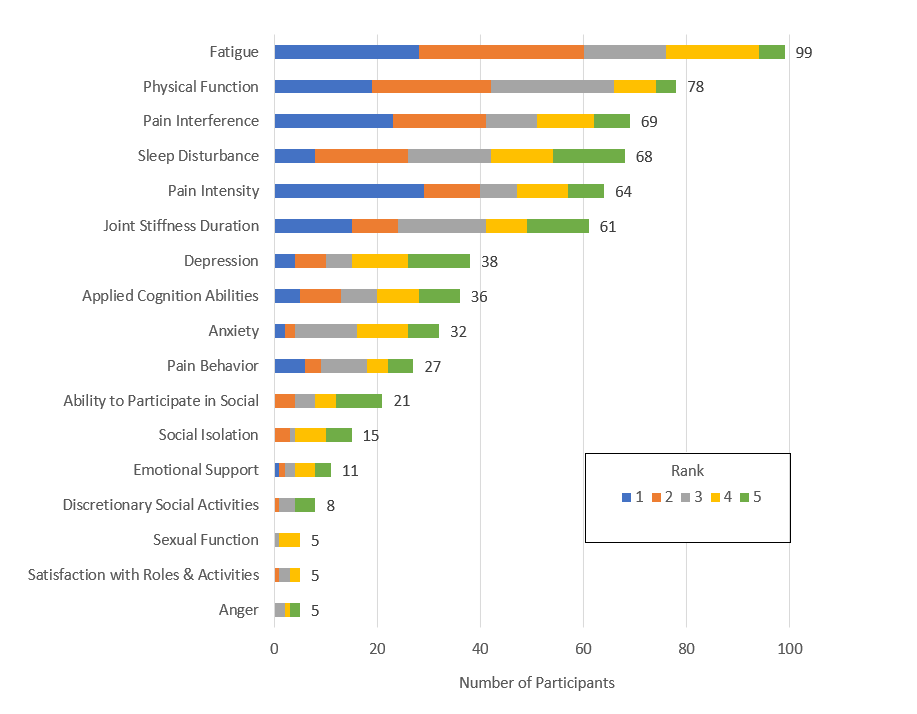 Fatigue 99
Physical Function 78
Pain Interference 69
Sleep Disturbance 68
Pain Intensity 64
Joint Stiffness Duration 61
Depression 38
Applied Cognition Abilities 36
Anxiety 32
Pain Behavior 27
Ability to Participate in Social 21
Social Isolation 15
Emotional Support 11
Discretionary Social Activities 8
Sexual Function 5
Satisfaction with Roles & Activities 5
Anger 5
Rank
1 2 3 4 5
0 20 40 60 80 100
Number of Participants